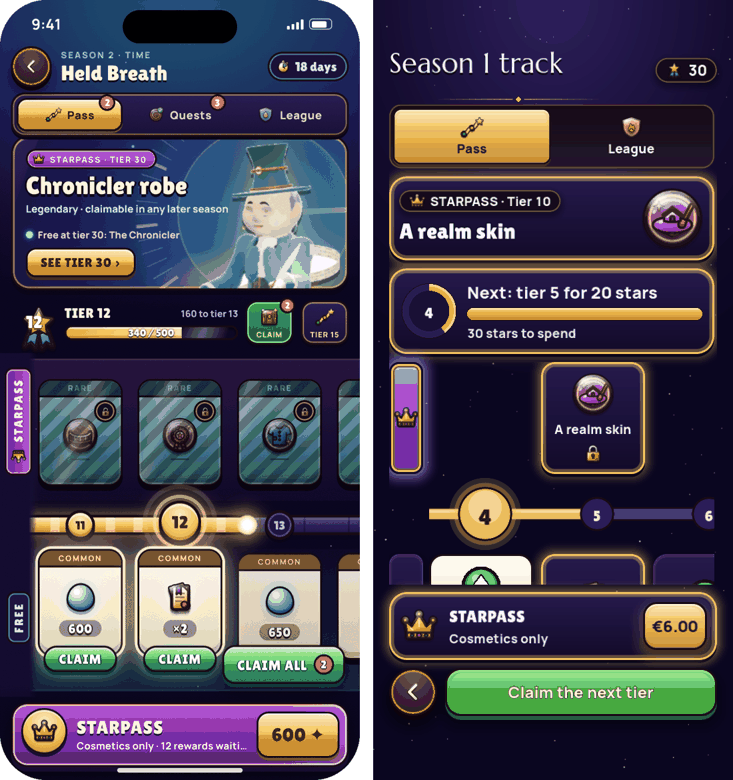 9:41
SEASON 2 · TIME
Held Breath
18 days
Pass
2
Quests
3
League
STARPASS · TIER 30
Chronicler robe
Legendary · claimable in any later season
Free at tier 30: The Chronicler
SEE TIER 30 ›
12
TIER 12
160 to tier 13
340 / 500
2
CLAIM
TIER 15
STARPASS
RARE
RARE
RARE
11
12
13
FREE
COMMON
COMMON
COMMON
600
×2
650
CLAIM
CLAIM
CLAIM ALL 2
STARPASS
Cosmetics only · 12 rewards waiti...
600
Season 1 track
30
Pass
League
STARPASS · Tier 10
A realm skin
4
Next: tier 5 for 20 stars
30 stars to spend
A realm skin
4
5
6
STARPASS
Cosmetics only
€6.00
Claim the next tier